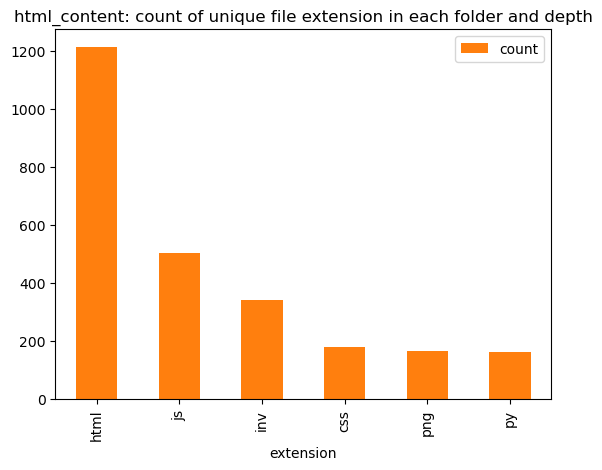 html_content: count of unique file extension in each folder and depth
count
1200
1000
800
600
400
200
0
html
js
inv
css
png
py
extension